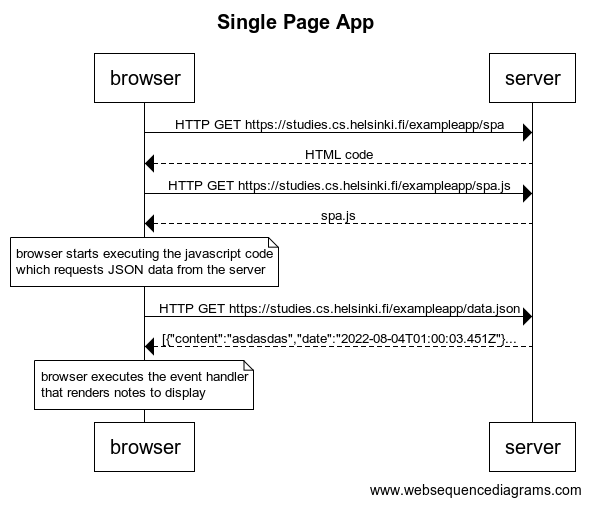 Single Page App
browser
server
HTTP GET https://studies.cs.helsinki.fi/exampleapp/spa
HTML code
HTTP GET https://studies.cs.helsinki.fi/exampleapp/spa.js
spa.js
browser starts executing the javascript code
which requests JSON data from the server
HTTP GET https://studies.cs.helsinki.fi/exampleapp/data.json
[{"content":"asdasdas","date":"2022-08-04T01:00:03.451Z"}...
browser executes the event handler
that renders notes to display
browser
server
www.websequencediagrams.com